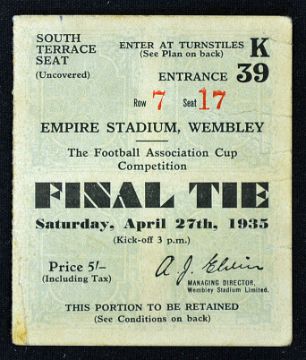 SOUTH TERRACE SEAT
(Uncovered)
ENTER AT TURNSTILES K
(See Plan on back)
ENTRANCE 39
Row 7 Seat 17
EMPIRE STADIUM, WEMBLEY
The Football Association Cup
Competition
FINAL TIE
Saturday, April 27th, 1935
(Kick-off 3 p.m.)
Price 5/-
(Including Tax)
A. J. Elvin
MANAGING DIRECTOR,
Wembley Stadium Limited.
THIS PORTION TO BE RETAINED
(See Conditions on back)